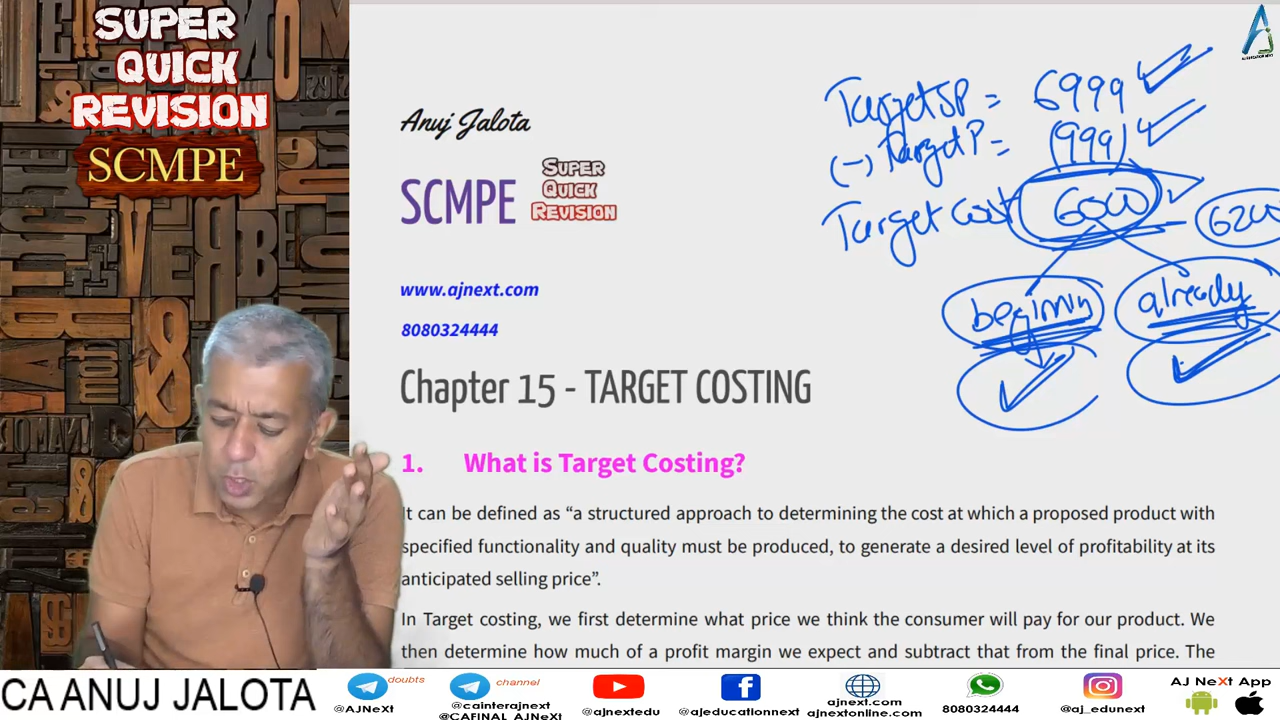 SUPER
QUICK
REVISION
SCMPE
Anuj Jalota
SCMPE
SUPER
QUICK
REVISION
www.ajnext.com
8080324444
Target SP = 6999
(-) Target P = (999)
Target cost 6000
6200
already
Chapter 15 - TARGET COSTING
1. What is Target Costing?
It can be defined as “a structured approach to determining the cost at which a proposed product with
specified functionality and quality must be produced, to generate a desired level of profitability at its
anticipated selling price”.
In Target costing, we first determine what price we think the consumer will pay for our product. We
then determine how much of a profit margin we expect and subtract that from the final price. The
CA ANUJ JALOTA
doubts
@AJNeXt
channel
@cainterajnext
@CAFINAL_AJNeXt
@ajnextedu
@ajeducationnext
ajnext.com
ajnextonline.com
8080324444
@aj_edunext
AJ NeXt App